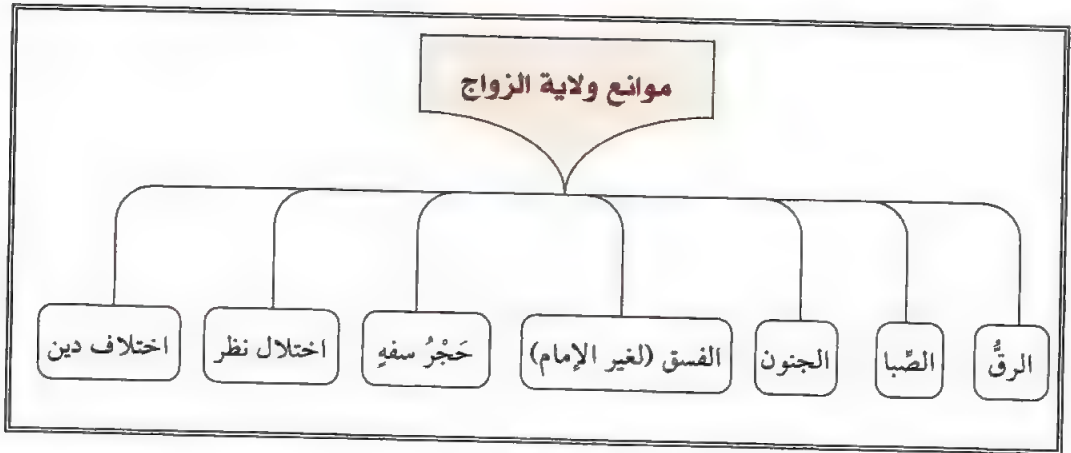 موانع ولاية الزواج
الرقُّ
الصِّبا
الجنون
الفسق (لغير الإمام)
حَجْرُ سفهٍ
اختلال نظر
اختلاف دين